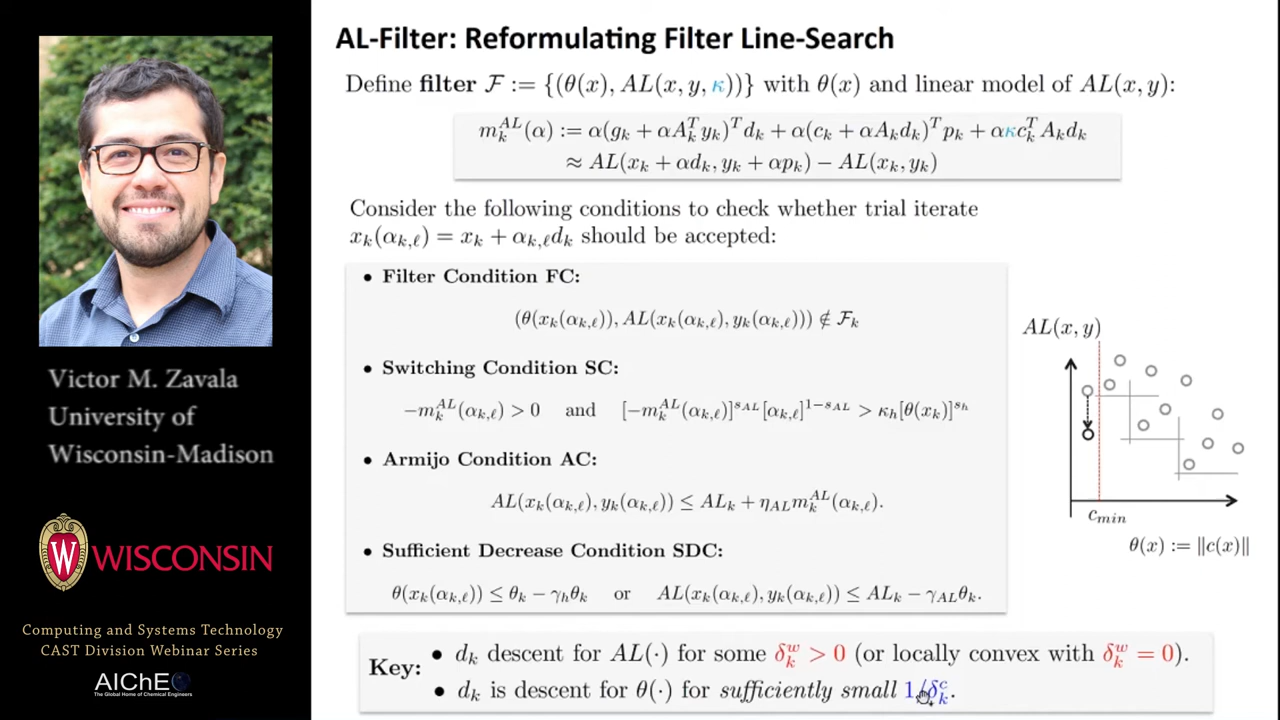 AL-Filter: Reformulating Filter Line-Search
Define filter ℱ := {(θ(x), AL(x, y, κ))} with θ(x) and linear model of AL(x, y):
m_k^{AL}(α) := α(g_k + αA_k^T y_k)^T d_k + α(c_k + αA_k d_k)^T p_k + ακc_k^T A_k d_k
≈ AL(x_k + αd_k, y_k + αp_k) − AL(x_k, y_k)
Consider the following conditions to check whether trial iterate
x_k(α_{k,ℓ}) = x_k + α_{k,ℓ}d_k should be accepted:
• Filter Condition FC:
(θ(x_k(α_{k,ℓ})), AL(x_k(α_{k,ℓ}), y_k(α_{k,ℓ}))) ∉ ℱ_k
• Switching Condition SC:
−m_k^{AL}(α_{k,ℓ}) > 0 and [−m_k^{AL}(α_{k,ℓ})]^{s_{AL}}[α_{k,ℓ}]^{1−s_{AL}} > κ_h[θ(x_k)]^{s_h}
• Armijo Condition AC:
AL(x_k(α_{k,ℓ}), y_k(α_{k,ℓ})) ≤ AL_k + η_{AL}m_k^{AL}(α_{k,ℓ}).
• Sufficient Decrease Condition SDC:
θ(x_k(α_{k,ℓ})) ≤ θ_k − γ_hθ_k or AL(x_k(α_{k,ℓ}), y_k(α_{k,ℓ})) ≤ AL_k − γ_{AL}θ_k.
AL(x, y)
c_{min}
θ(x) := ||c(x)||
Key:
• d_k descent for AL(·) for some δ_k^w > 0 (or locally convex with δ_k^w = 0).
• d_k is descent for θ(·) for sufficiently small 1/δ_k^c.
Victor M. Zavala
University of
Wisconsin-Madison
W WISCONSIN
Computing and Systems Technology
CAST Division Webinar Series
AIChE
The Global Home of Chemical Engineers